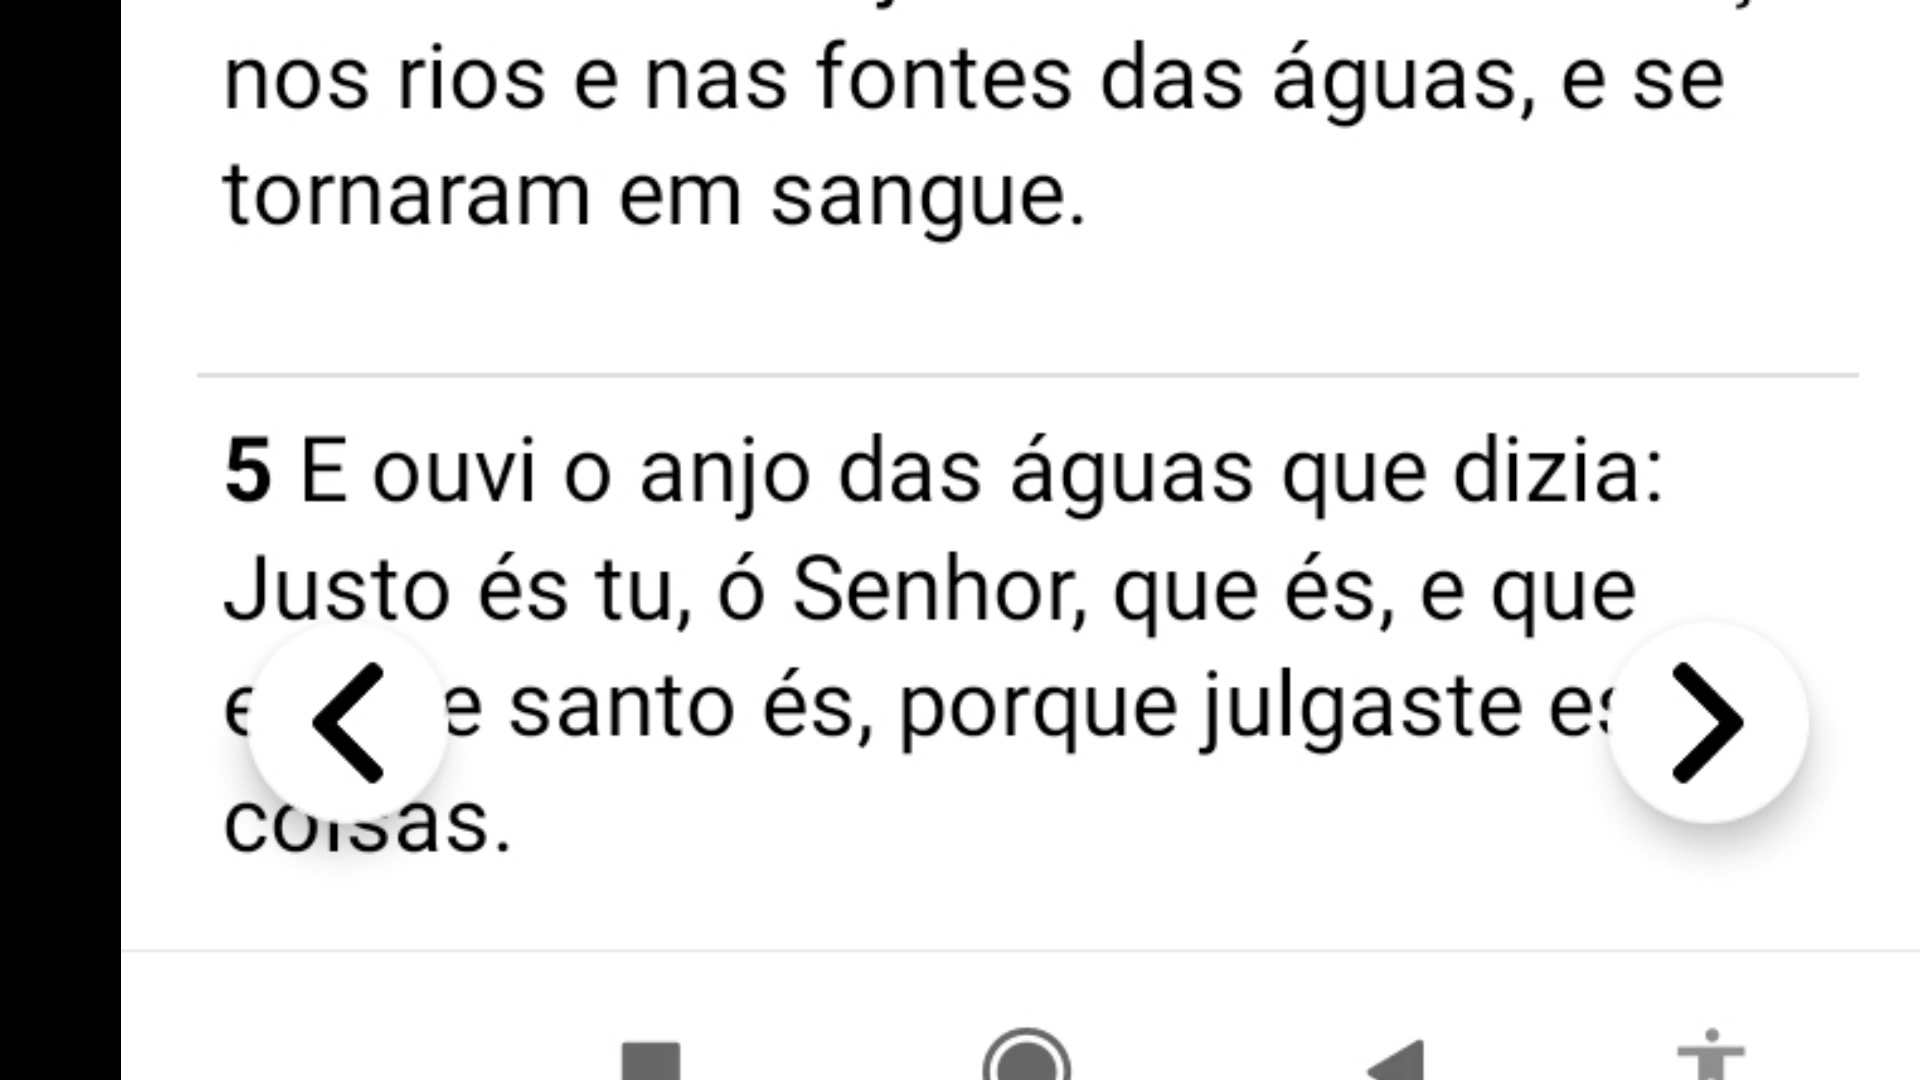 nos rios e nas fontes das águas, e se
tornaram em sangue.
5 E ouvi o anjo das águas que dizia:
Justo és tu, ó Senhor, que és, e que
e santo és, porque julgaste
coisas.